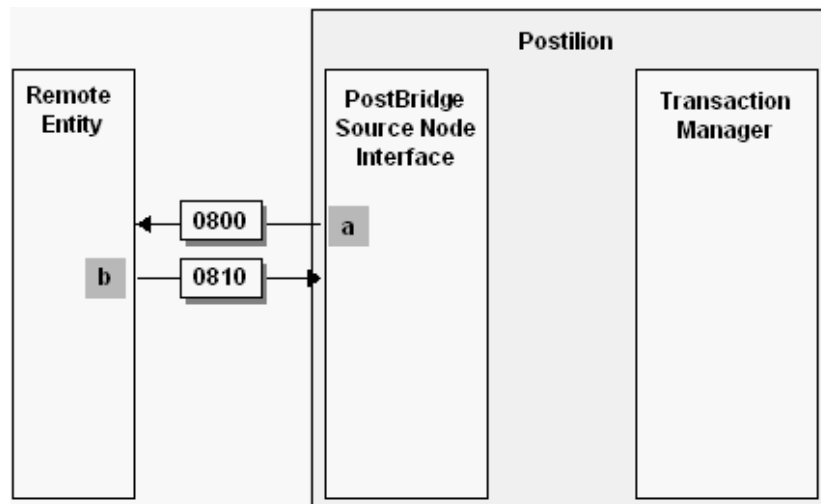 Postilion
Remote
Entity
PostBridge
Source Node
Interface
Transaction
Manager
0800
a
b
0810